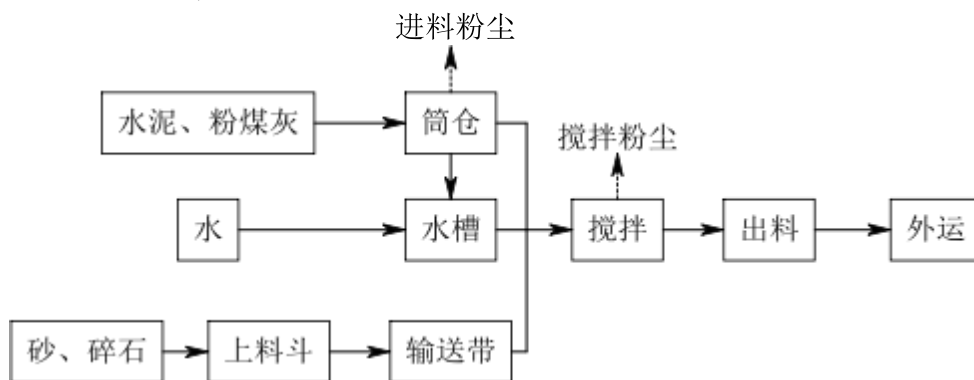 进料粉尘
水泥、粉煤灰
筒仓
搅拌粉尘
水
水槽
搅拌
出料
外运
砂、碎石
上料斗
输送带